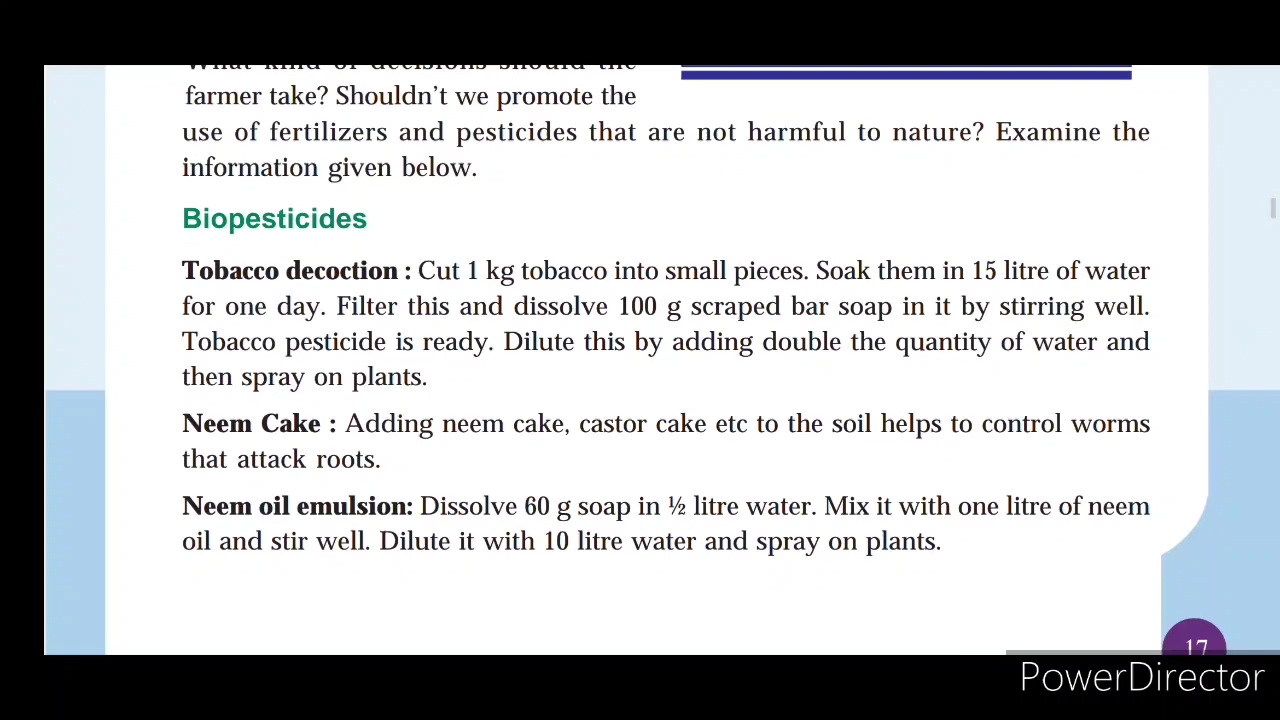 What kind of decisions should the
farmer take? Shouldn't we promote the
use of fertilizers and pesticides that are not harmful to nature? Examine the
information given below.
Biopesticides
Tobacco decoction : Cut 1 kg tobacco into small pieces. Soak them in 15 litre of water
for one day. Filter this and dissolve 100 g scraped bar soap in it by stirring well.
Tobacco pesticide is ready. Dilute this by adding double the quantity of water and
then spray on plants.
Neem Cake : Adding neem cake, castor cake etc to the soil helps to control worms
that attack roots.
Neem oil emulsion: Dissolve 60 g soap in ½ litre water. Mix it with one litre of neem
oil and stir well. Dilute it with 10 litre water and spray on plants.
17
PowerDirector